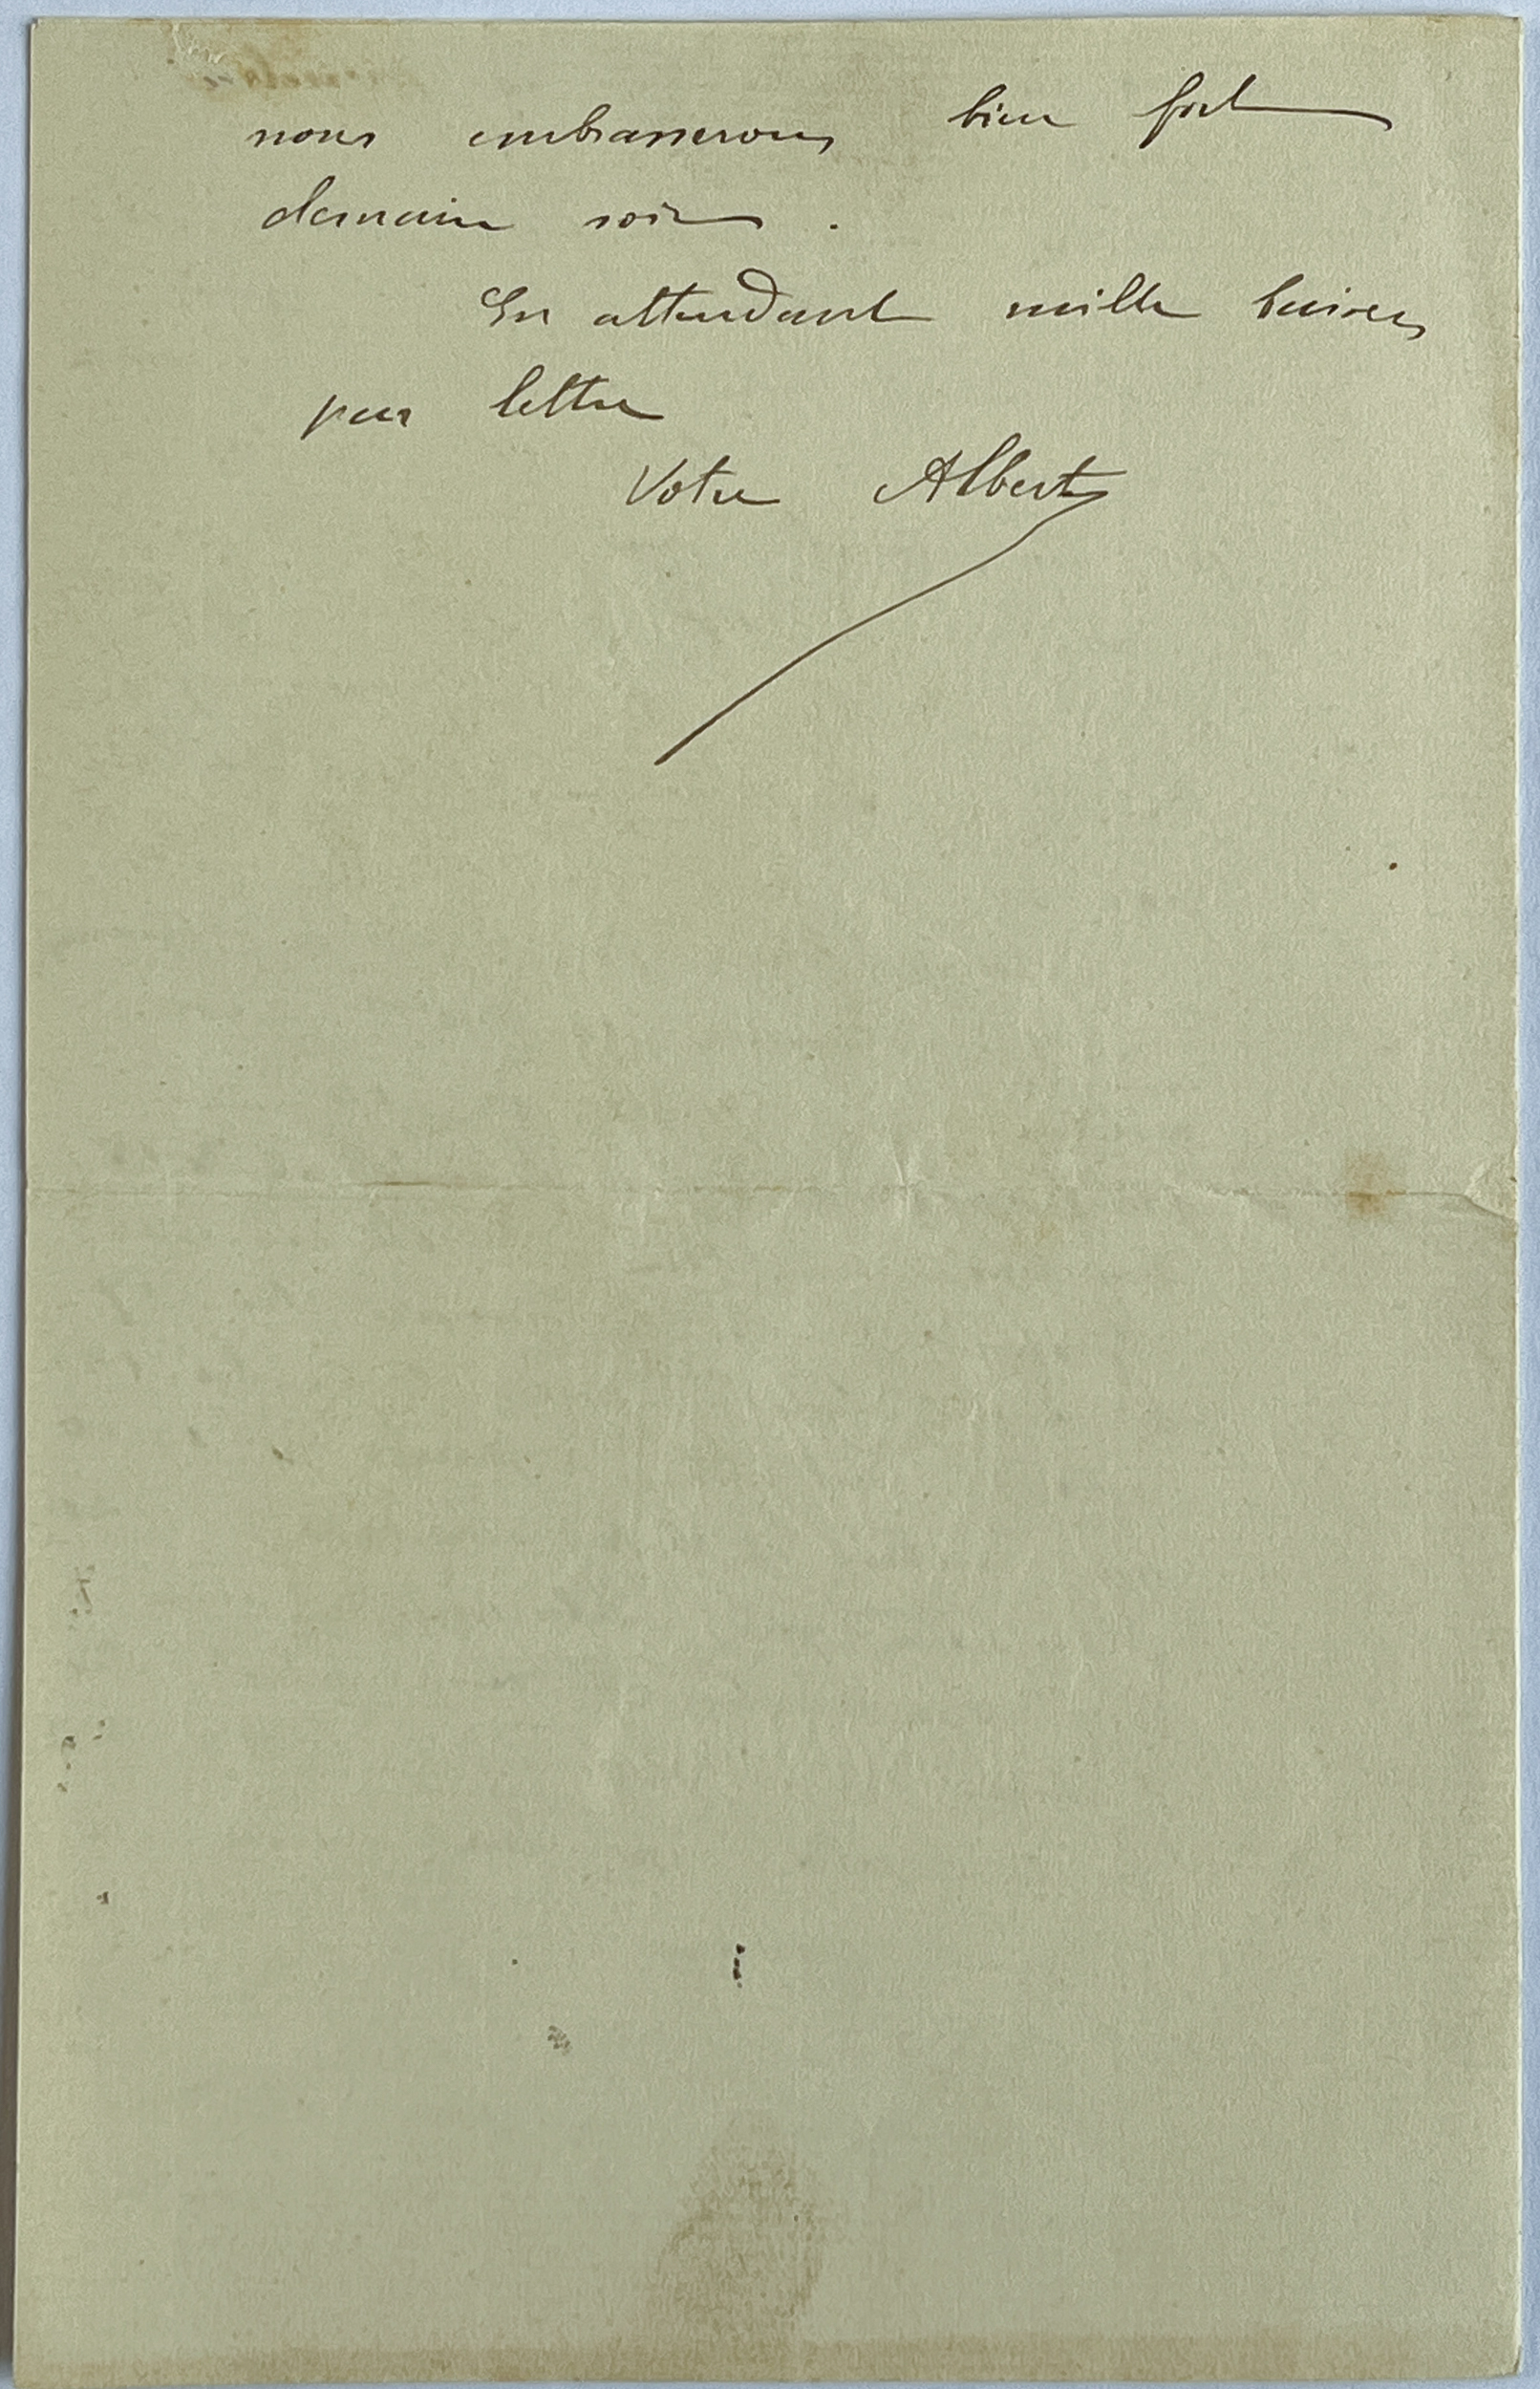 nous embrasserons bien fort
demain soir.
En attendant mille baisers
par lettre
Votre Albert